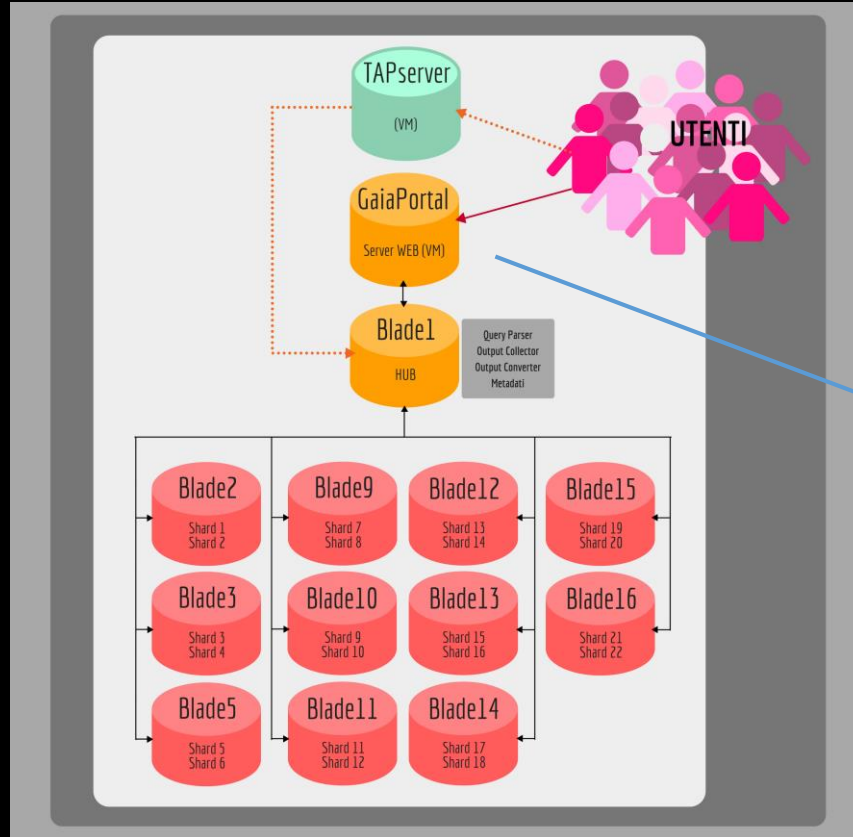 TAPserver
(VM)
UTENTI
GaiaPortal
Server WEB (VM)
Blade1
HUB
Query Parser
Output Collector
Output Converter
Metadati
Blade2
Shard 1
Shard 2
Blade9
Shard 7
Shard 8
Blade12
Shard 13
Shard 14
Blade15
Shard 19
Shard 20
Blade3
Shard 3
Shard 4
Blade10
Shard 9
Shard 10
Blade13
Shard 15
Shard 16
Blade16
Shard 21
Shard 22
Blade5
Shard 5
Shard 6
Blade11
Shard 11
Shard 12
Blade14
Shard 17
Shard 18